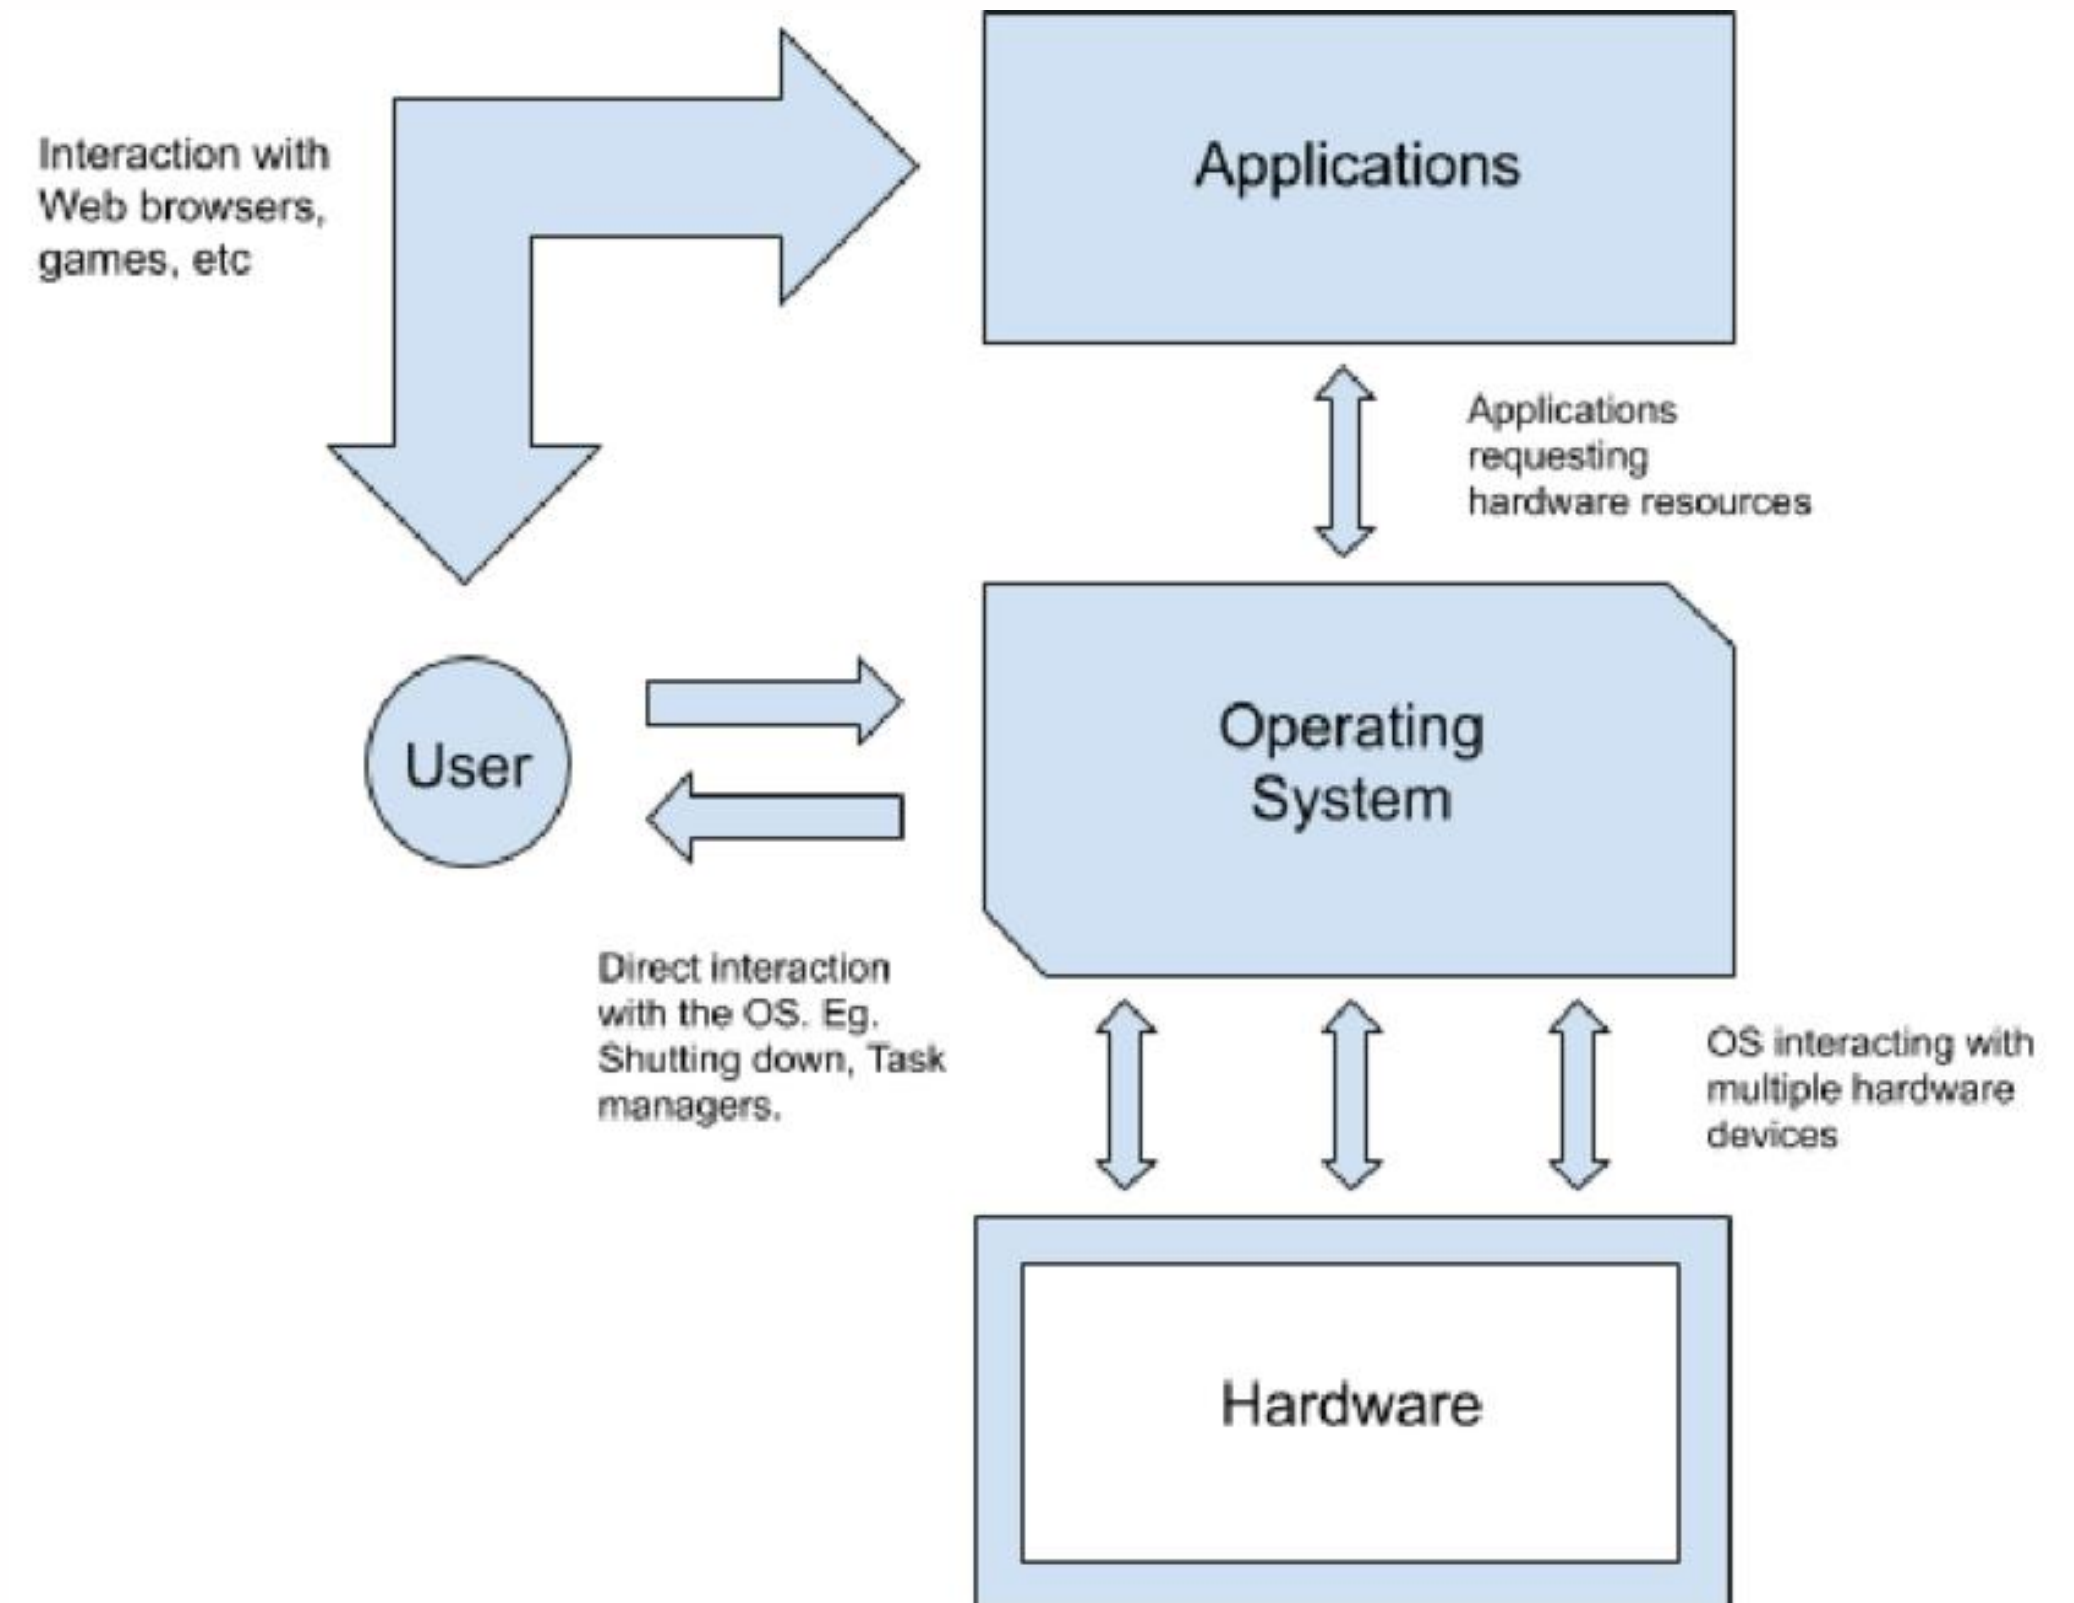 Interaction with
Web browsers,
games, etc
Applications
Applications
requesting
hardware resources
User
Operating
System
Direct interaction
with the OS. Eg.
Shutting down, Task
managers.
OS interacting with
multiple hardware
devices
Hardware